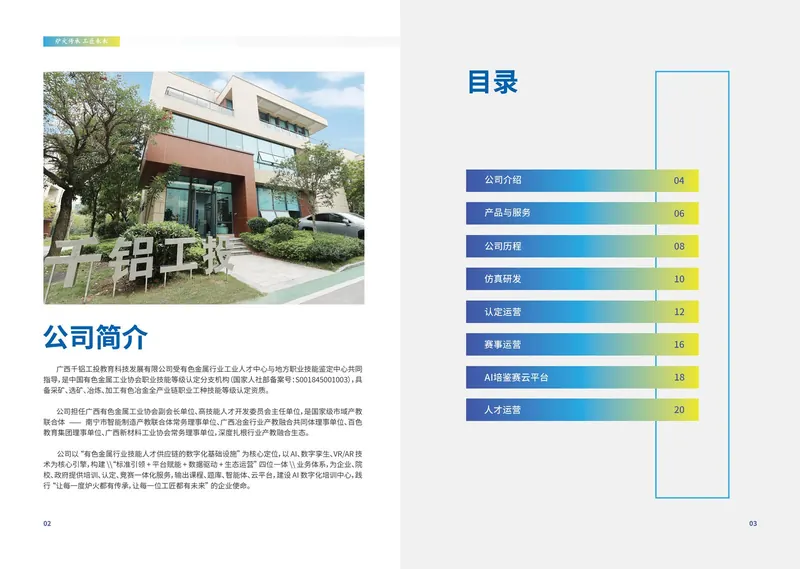 炉火传承 工匠未来
千铝工投
公司简介
广西千铝工投教育科技发展有限公司受有色金属行业工业人才中心与地方职业技能鉴定中心共同
指导，是中国有色金属工业协会职业技能等级认定分支机构（国家人社部备案号：S001845001003），具
备采矿、选矿、冶炼、加工有色冶金全产业链职业工种技能等级认定资质。
公司担任广西有色金属工业协会副会长单位、高技能人才开发委员会主任单位，是国家级市域产教
联合体 —— 南宁市智能制造产教联合体常务理事单位、广西冶金行业产教融合共同体理事单位、百色
教育集团理事单位、广西新材料工业协会常务理事单位，深度扎根行业产教融合生态。
公司以 “有色金属行业技能人才供应链的数字化基础设施” 为核心定位，以 AI、数字孪生、VR/AR 技
术为核心引擎，构建 \\“标准引领 + 平台赋能 + 数据驱动 + 生态运营” 四位一体 \\ 业务体系，为企业、院
校、政府提供培训、认定、竞赛一体化服务，输出课程、题库、智能体、云平台，建设 AI 数字化培训中心，践
行 “让每一度炉火都有传承，让每一位工匠都有未来” 的企业使命。
02
目录
公司介绍 04
产品与服务 06
公司历程 08
仿真研发 10
认定运营 12
赛事运营 16
AI培鉴赛云平台 18
人才运营 20
03